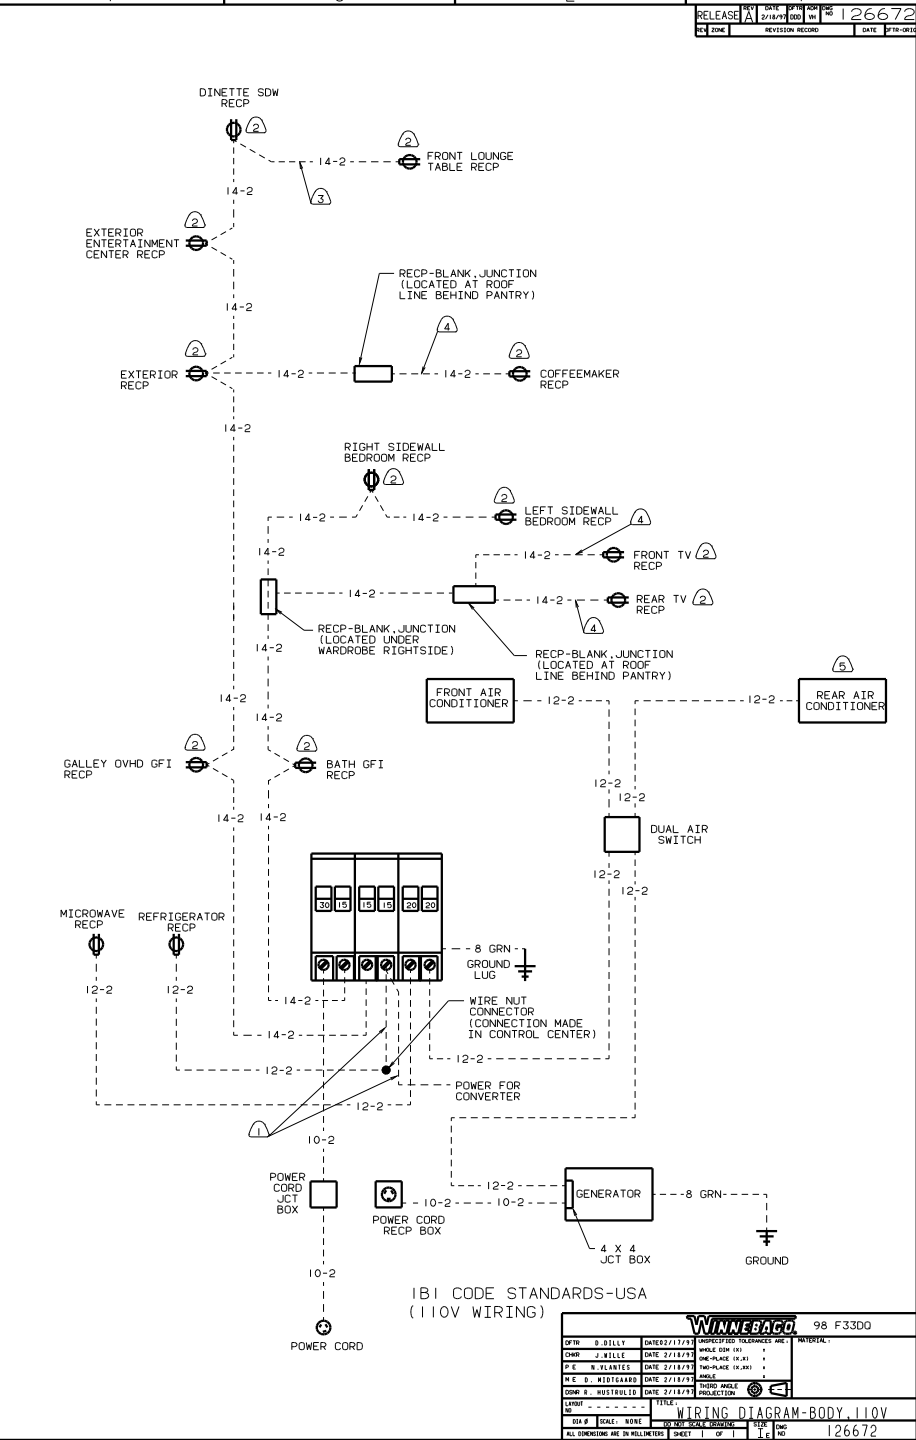 RELEASE REV A DATE 2/18/97 DFTR DDD ADM VH DWG NO 126672
REV ZONE REVISION RECORD DATE DFTR-ORIG
DINETTE SDW
RECP
2
2
14-2
FRONT LOUNGE
TABLE RECP
14-2
3
2
EXTERIOR
ENTERTAINMENT
CENTER RECP
RECP-BLANK,JUNCTION
(LOCATED AT ROOF
LINE BEHIND PANTRY)
14-2
4
2
2
EXTERIOR
RECP
14-2
14-2
COFFEEMAKER
RECP
14-2
RIGHT SIDEWALL
BEDROOM RECP
2
2
14-2
14-2
LEFT SIDEWALL
BEDROOM RECP
4
14-2
14-2
FRONT TV
RECP
2
14-2
14-2
REAR TV
RECP
2
RECP-BLANK,JUNCTION
(LOCATED UNDER
WARDROBE RIGHTSIDE)
4
14-2
RECP-BLANK,JUNCTION
(LOCATED AT ROOF
LINE BEHIND PANTRY)
5
FRONT AIR
CONDITIONER
12-2
12-2
REAR AIR
CONDITIONER
14-2
14-2
2
2
GALLEY OVHD GFI
RECP
BATH GFI
RECP
12-2
12-2
14-2
14-2
DUAL AIR
SWITCH
12-2
12-2
30 15 15 15 20 20
MICROWAVE
RECP
REFRIGERATOR
RECP
8 GRN
GROUND
LUG
12-2
12-2
14-2
WIRE NUT
CONNECTOR
(CONNECTION MADE
IN CONTROL CENTER)
14-2
12-2
12-2
POWER FOR
CONVERTER
12-2
1
10-2
POWER
CORD
JCT
BOX
12-2
GENERATOR
8 GRN
10-2
10-2
POWER CORD
RECP BOX
4 X 4
JCT BOX
GROUND
10-2
IBI CODE STANDARDS-USA
(110V WIRING)
POWER CORD
WINNEBAGO. 98 F33DQ
DFTR D.DILLY DATE 02/17/97 UNSPECIFIED TOLERANCES ARE: MATERIAL:
CHKR J.WILLE DATE 2/18/97 WHOLE DIM (X) ±
ONE-PLACE (X.X) ±
P E N.VLANTES DATE 2/18/97 TWO-PLACE (X.XX) ±
ANGLE ±
M E D. MIDTGAARD DATE 2/18/97
DSNR R. HUSTRULID DATE 2/18/97 THIRD ANGLE PROJECTION
LAYOUT NO - - - - - - TITLE: WIRING DIAGRAM-BODY,110V
DIA Ø SCALE: NONE DO NOT SCALE DRAWING SIZE E DWG NO 126672
ALL DIMENSIONS ARE IN MILLIMETERS SHEET 1 OF 1